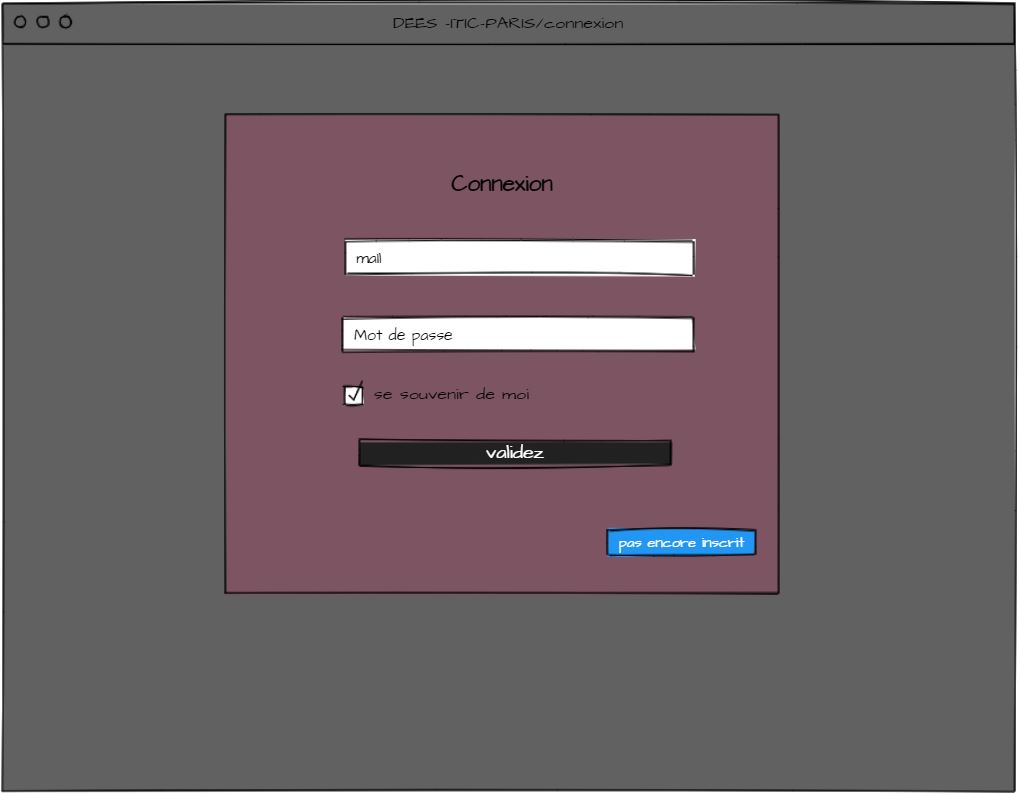 DEES -ITIC-PARIS/connexion
Connexion
mail
Mot de passe
se souvenir de moi
validez
pas encore inscrit